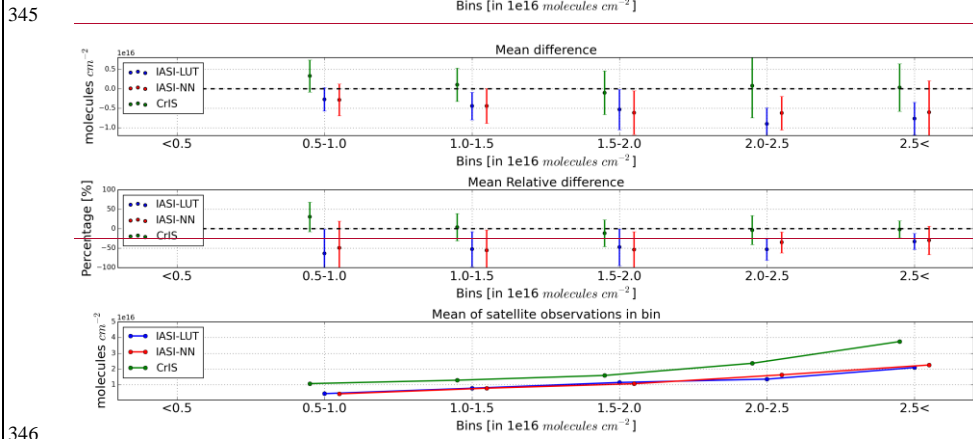 Bins [in 1e16 molecules cm⁻²]
345
Mean difference
1e16
IASI-LUT
IASI-NN
CrIS
molecules cm⁻²
0.5
0.0
−0.5
−1.0
<0.5 0.5-1.0 1.0-1.5 1.5-2.0 2.0-2.5 2.5<
Bins [in 1e16 molecules cm⁻²]
Mean Relative difference
IASI-LUT
IASI-NN
CrIS
Percentage [%]
100
50
0
−50
−100
<0.5 0.5-1.0 1.0-1.5 1.5-2.0 2.0-2.5 2.5<
Bins [in 1e16 molecules cm⁻²]
Mean of satellite observations in bin
1e16
IASI-LUT
IASI-NN
CrIS
molecules cm⁻²
5
4
3
2
1
<0.5 0.5-1.0 1.0-1.5 1.5-2.0 2.0-2.5 2.5<
Bins [in 1e16 molecules cm⁻²]
346